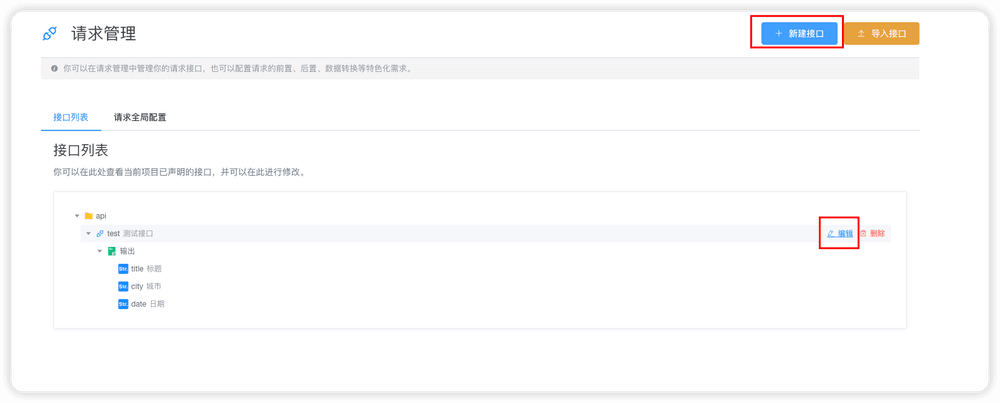 请求管理
+ 新建接口
导入接口
你可以在请求管理中管理你的请求接口，也可以配置请求的前置、后置、数据转换等特色化需求。
接口列表 请求全局配置
接口列表
你可以在此处查看当前项目已声明的接口，并可以在此进行修改。
api
test 测试接口 编辑 删除
输出
Str. title 标题
Str. city 城市
Str. date 日期